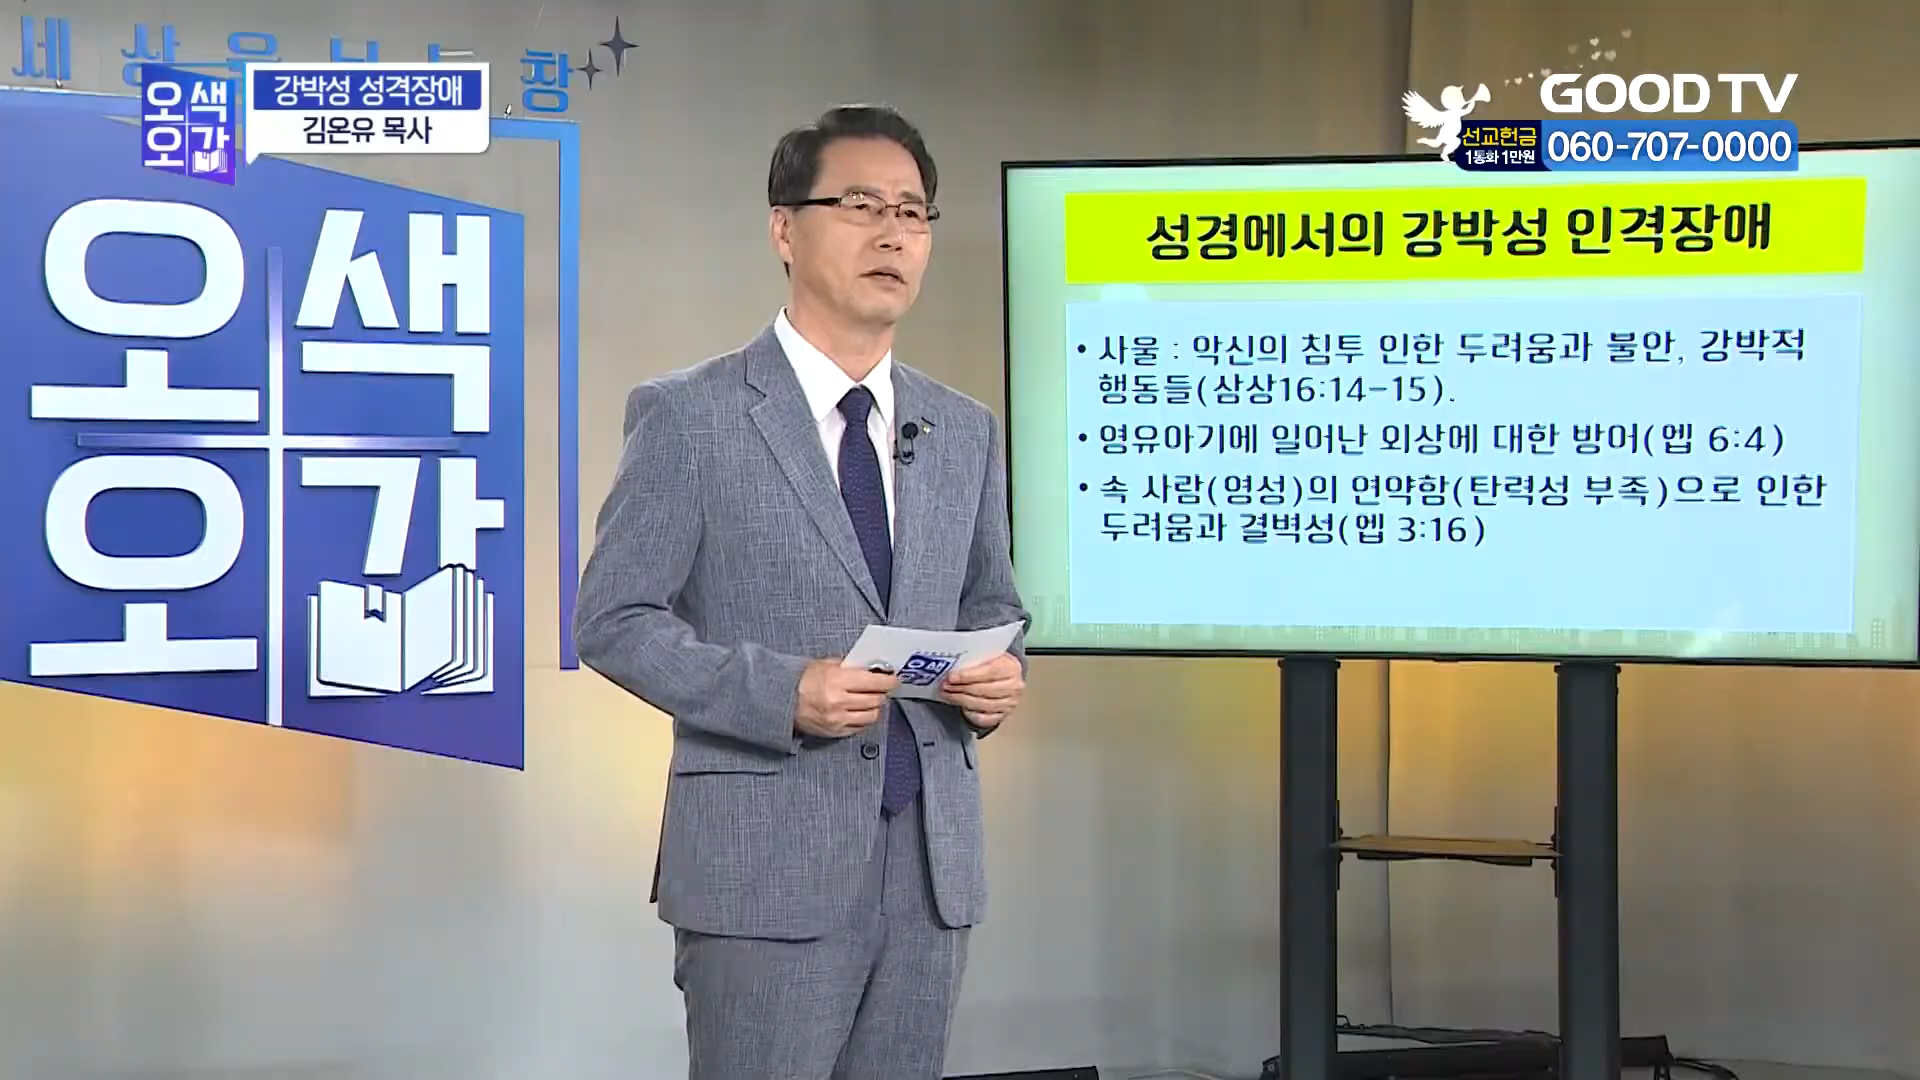 세상을 보는 창
오색
오감
강박성 성격장애
김온유 목사
GOOD TV
선교헌금
1통화 1만원
060-707-0000
오색
오감
성경에서의 강박성 인격장애
• 사울 : 악신의 침투 인한 두려움과 불안, 강박적
행동들(삼상16:14-15).
• 영유아기에 일어난 외상에 대한 방어(엡 6:4)
• 속 사람(영성)의 연약함(탄력성 부족)으로 인한
두려움과 결벽성(엡 3:16)
오색